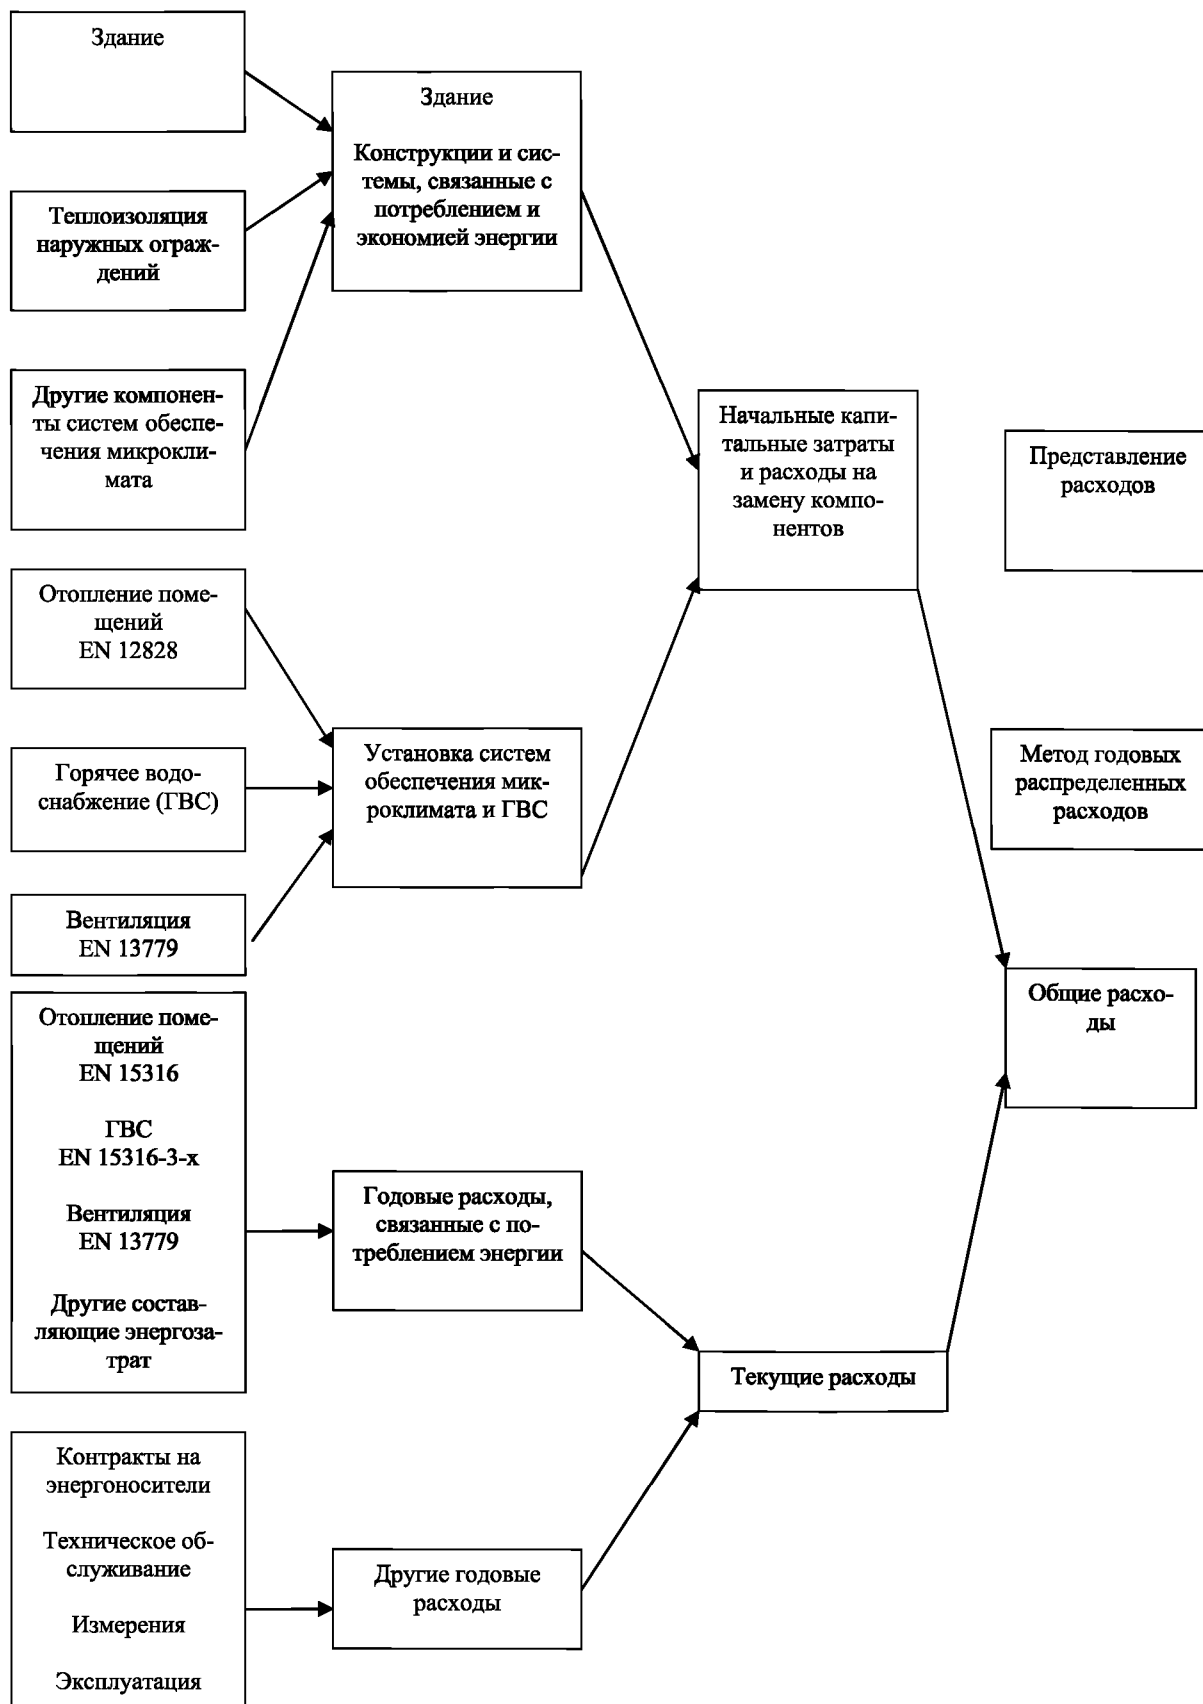 Здание
Теплоизоляция
наружных ограж-
дений
Другие компонен-
ты систем обеспе-
чения микрокли-
мата
Отопление поме-
щений
EN 12828
Горячее водо-
снабжение (ГВС)
Вентиляция
EN 13779
Отопление поме-
щений
EN 15316
ГВС
EN 15316-3-х
Вентиляция
EN 13779
Другие состав-
ляющие энергоза-
трат
Контракты на
энергоносители
Техническое об-
служивание
Измерения
Эксплуатация
Здание
Конструкции и сис-
темы, связанные с
потреблением и
экономией энергии
Установка систем
обеспечения мик-
роклимата и ГВС
Годовые расходы,
связанные с по-
треблением энергии
Другие годовые
расходы
Начальные капи-
тальные затраты
и расходы на
замену компо-
нентов
Текущие расходы
Представление
расходов
Метод годовых
распределенных
расходов
Общие расхо-
ды